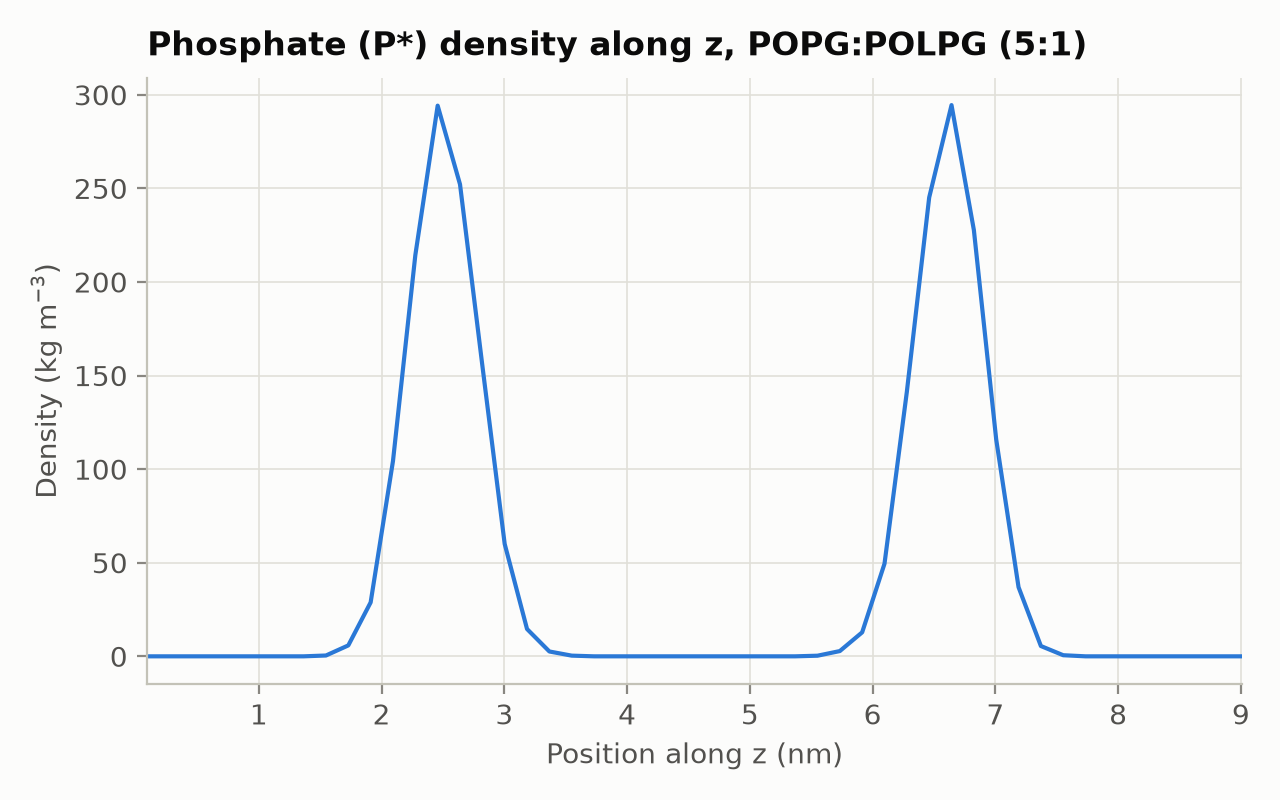 Phosphate (P*) density along z, POPG:POLPG (5:1)
300
250
200
150
100
50
0
Density (kg m⁻³)
1 2 3 4 5 6 7 8 9
Position along z (nm)